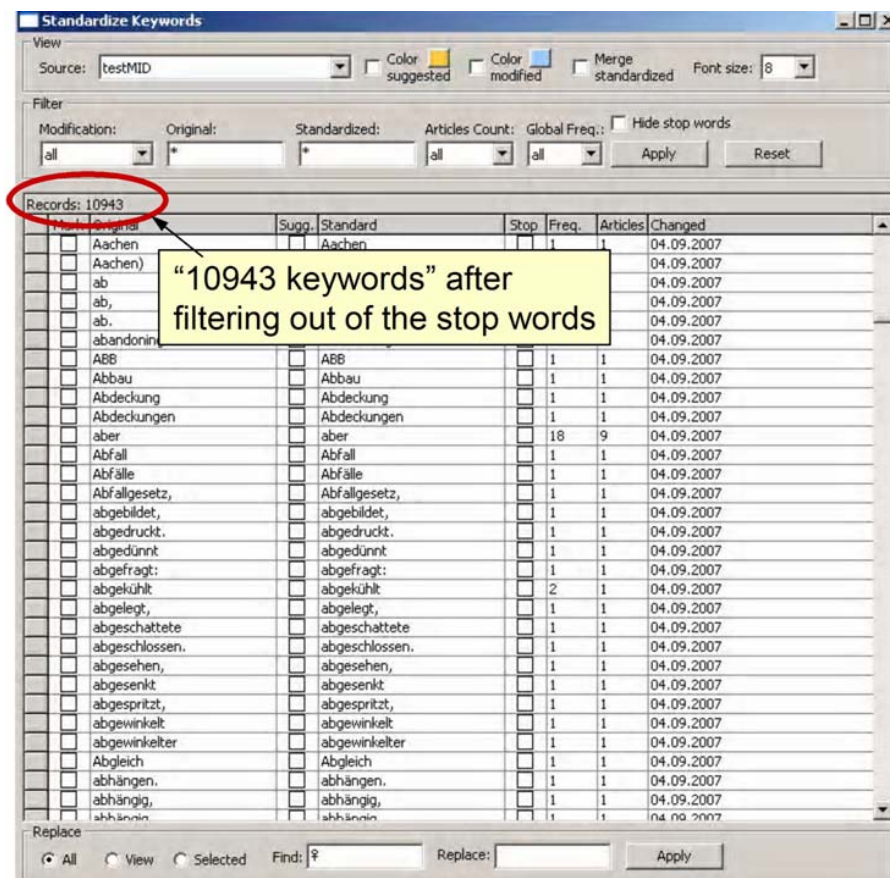 Standardize Keywords
View
Source: testMID Color suggested Color modified Merge standardized Font size: 8
Filter
Modification: Original: Standardized: Articles Count: Global Freq.: Hide stop words
all * * all all Apply Reset
Records: 10943
Mark Original Sugg. Standard Stop Freq. Articles Changed
Aachen Aachen 1 1 04.09.2007
Aachen) 04.09.2007
ab 04.09.2007
ab, 04.09.2007
ab. 04.09.2007
abandoning 04.09.2007
“10943 keywords” after
filtering out of the stop words
ABB ABB 1 1 04.09.2007
Abbau Abbau 1 1 04.09.2007
Abdeckung Abdeckung 1 1 04.09.2007
Abdeckungen Abdeckungen 1 1 04.09.2007
aber aber 18 9 04.09.2007
Abfall Abfall 1 1 04.09.2007
Abfälle Abfälle 1 1 04.09.2007
Abfallgesetz, Abfallgesetz, 1 1 04.09.2007
abgebildet, abgebildet, 1 1 04.09.2007
abgedruckt. abgedruckt. 1 1 04.09.2007
abgedünnt abgedünnt 1 1 04.09.2007
abgefragt: abgefragt: 1 1 04.09.2007
abgekühlt abgekühlt 2 1 04.09.2007
abgelegt, abgelegt, 1 1 04.09.2007
abgeschattete abgeschattete 1 1 04.09.2007
abgeschlossen. abgeschlossen. 1 1 04.09.2007
abgesehen, abgesehen, 1 1 04.09.2007
abgesenkt abgesenkt 1 1 04.09.2007
abgespritzt, abgespritzt, 1 1 04.09.2007
abgewinkelt abgewinkelt 1 1 04.09.2007
abgewinkelter abgewinkelter 1 1 04.09.2007
Abgleich Abgleich 1 1 04.09.2007
abhängen. abhängen. 1 1 04.09.2007
abhängig, abhängig, 1 1 04.09.2007
abhängig abhängig 1 1 04.09.2007
Replace
All View Selected Find: Replace: Apply